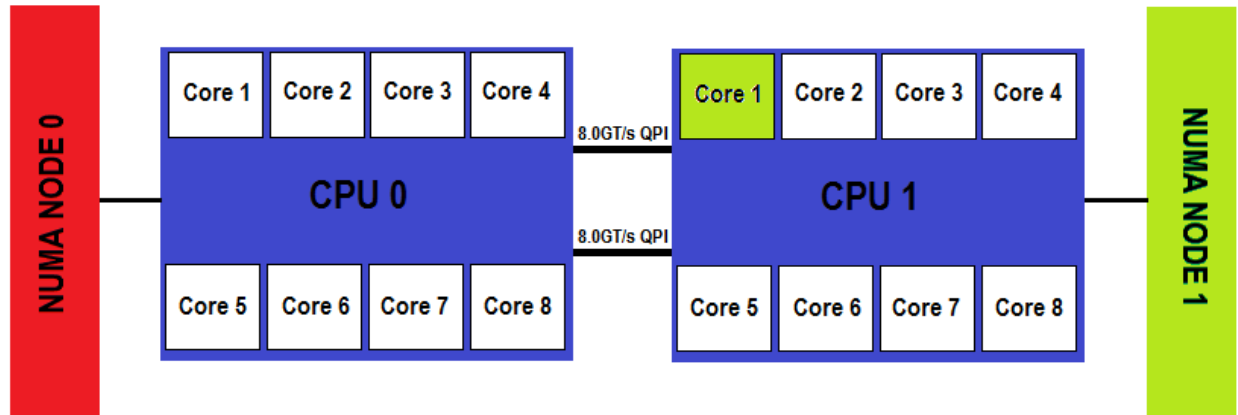 NUMA NODE 0
Core 1 Core 2 Core 3 Core 4
CPU 0
Core 5 Core 6 Core 7 Core 8
8.0GT/s QPI
8.0GT/s QPI
Core 1 Core 2 Core 3 Core 4
CPU 1
Core 5 Core 6 Core 7 Core 8
NUMA NODE 1